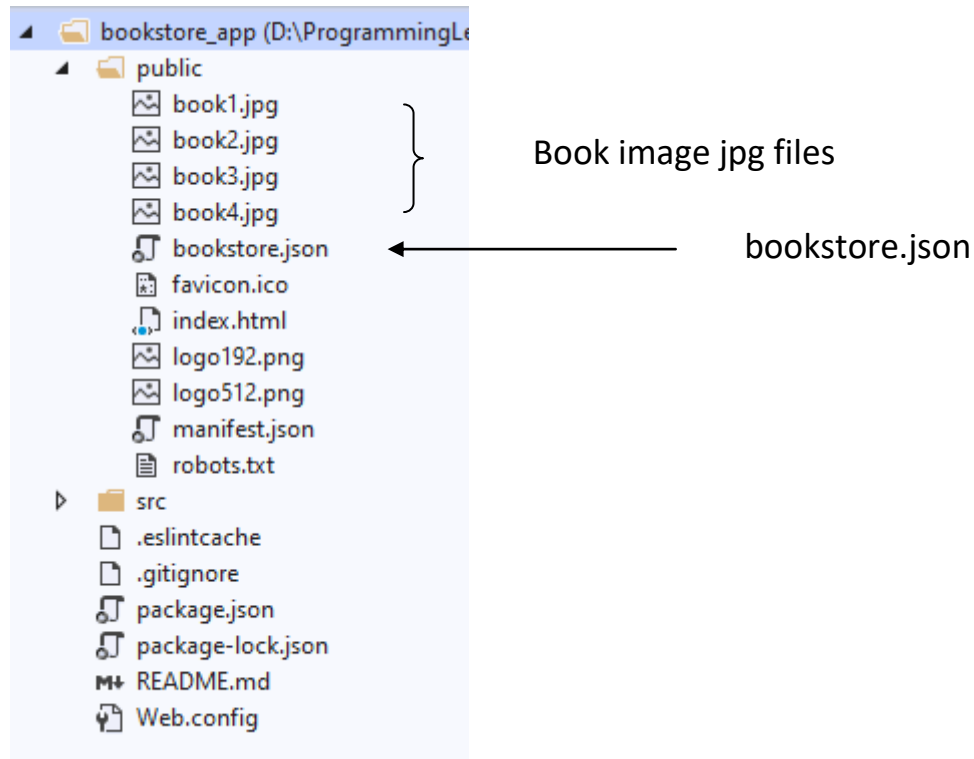 bookstore_app (D:\ProgrammingLe
public
book1.jpg
book2.jpg
book3.jpg
book4.jpg
Book image jpg files
bookstore.json
bookstore.json
favicon.ico
index.html
logo192.png
logo512.png
manifest.json
robots.txt
src
.eslintcache
.gitignore
package.json
package-lock.json
README.md
Web.config